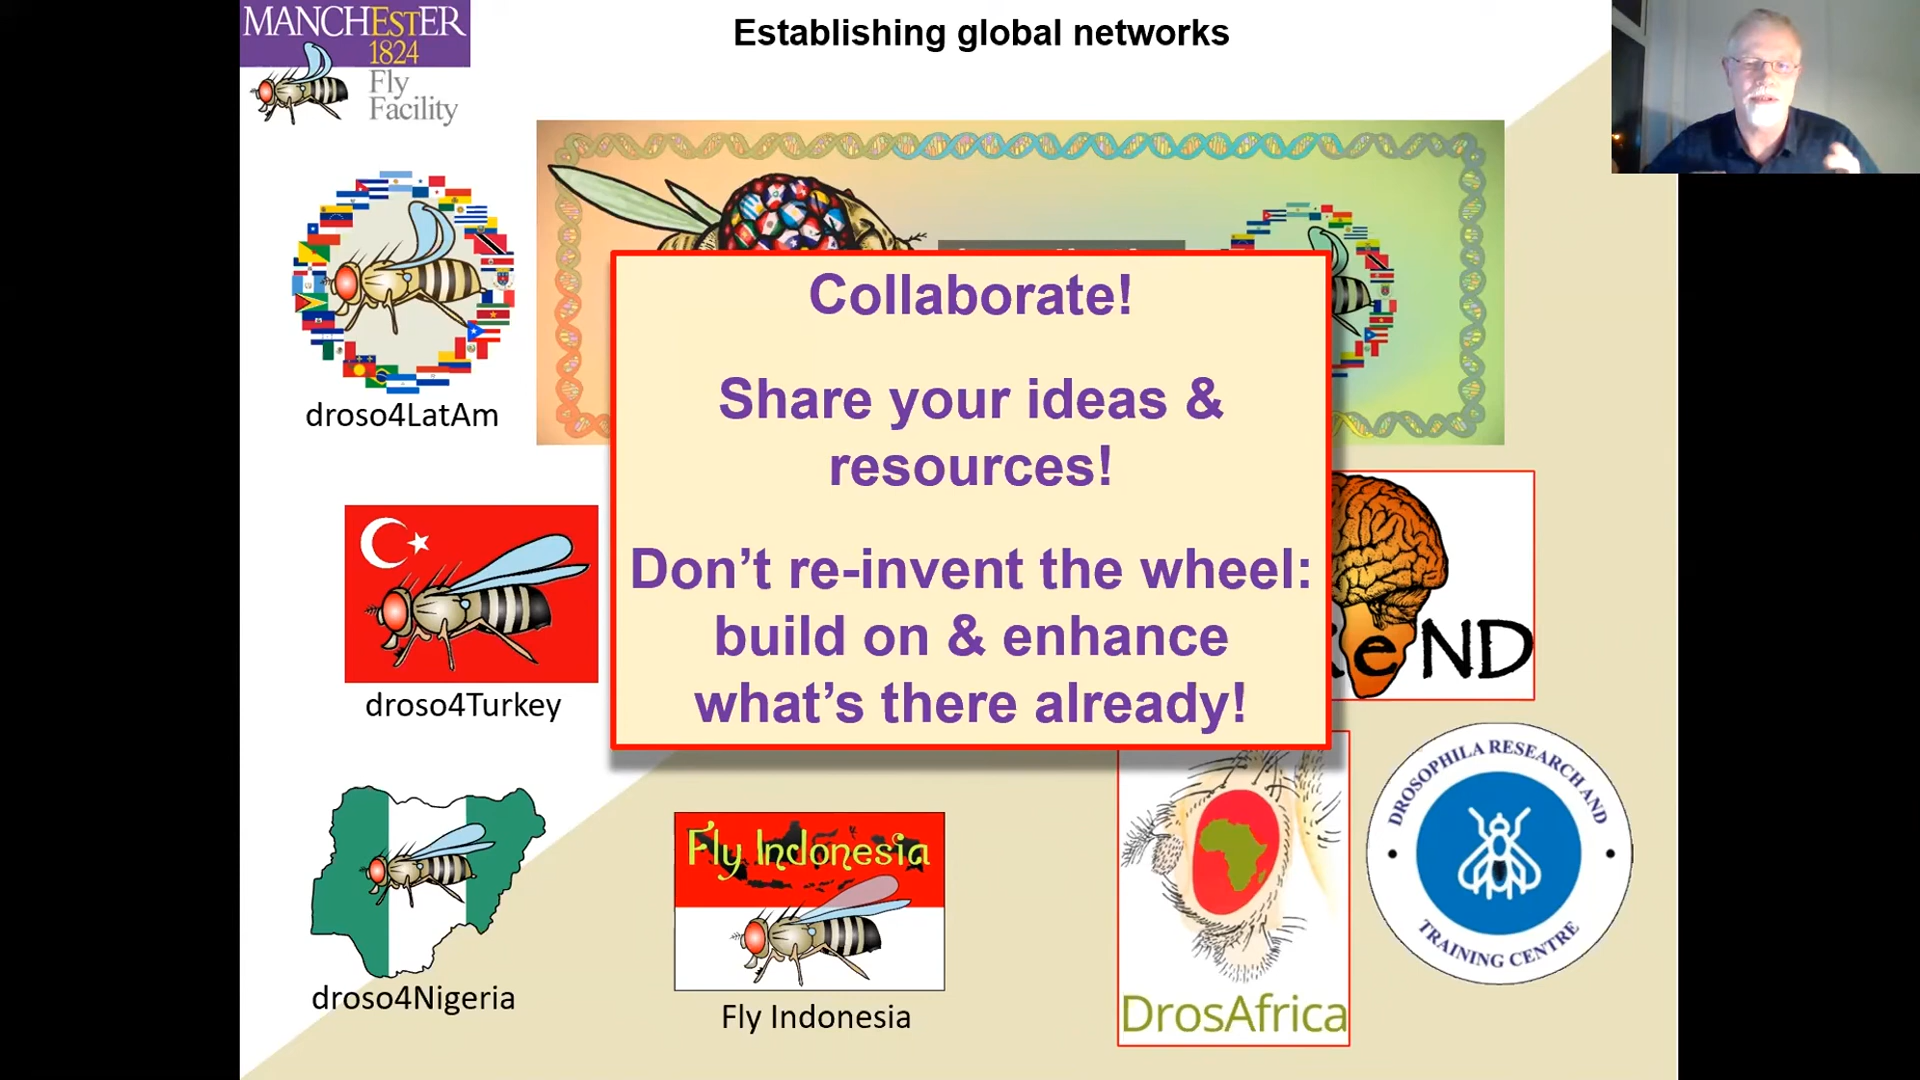 MANCHEsTER
1824
Fly
Facility
Establishing global networks
droso4LatAm
Collaborate!
Share your ideas &
resources!
Don't re-invent the wheel:
build on & enhance
what's there already!
eND
droso4Turkey
DROSOPHILA RESEARCH AND
TRAINING CENTRE
Fly Indonesia
DrosAfrica
droso4Nigeria
Fly Indonesia